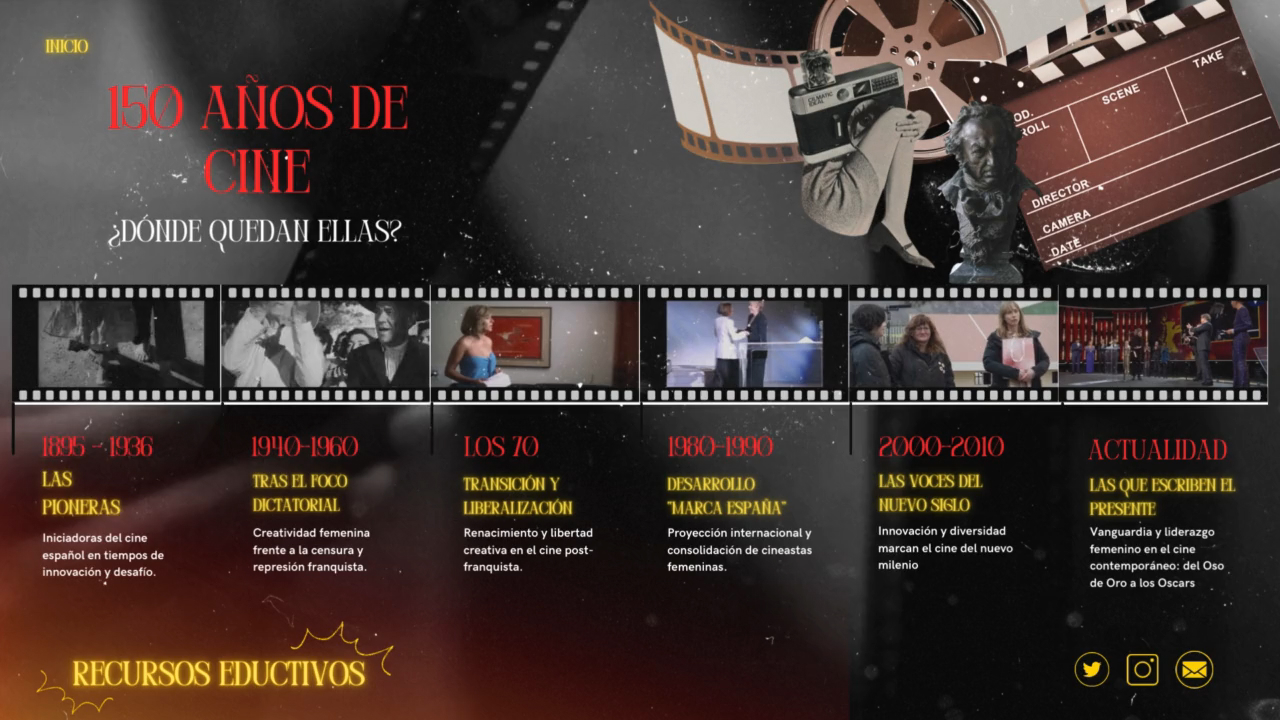 INICIO
150 AÑOS DE
CINE
¿DÓNDE QUEDAN ELLAS?
TAKE
SCENE
ROLL
DIRECTOR
CAMERA
DATE
1895 - 1936
LAS
PIONERAS
Iniciadoras del cine
español en tiempos de
innovación y desafío.
1940-1960
TRAS EL FOCO
DICTATORIAL
Creatividad femenina
frente a la censura y
represión franquista.
LOS 70
TRANSICIÓN Y
LIBERALIZACIÓN
Renacimiento y libertad
creativa en el cine post-
franquista.
1980-1990
DESARROLLO
"MARCA ESPAÑA"
Proyección internacional y
consolidación de cineastas
femeninas.
2000-2010
LAS VOCES DEL
NUEVO SIGLO
Innovación y diversidad
marcan el cine del nuevo
milenio
ACTUALIDAD
LAS QUE ESCRIBEN EL
PRESENTE
Vanguardia y liderazgo
femenino en el cine
contemporáneo: del Oso
de Oro a los Oscars
RECURSOS EDUCTIVOS